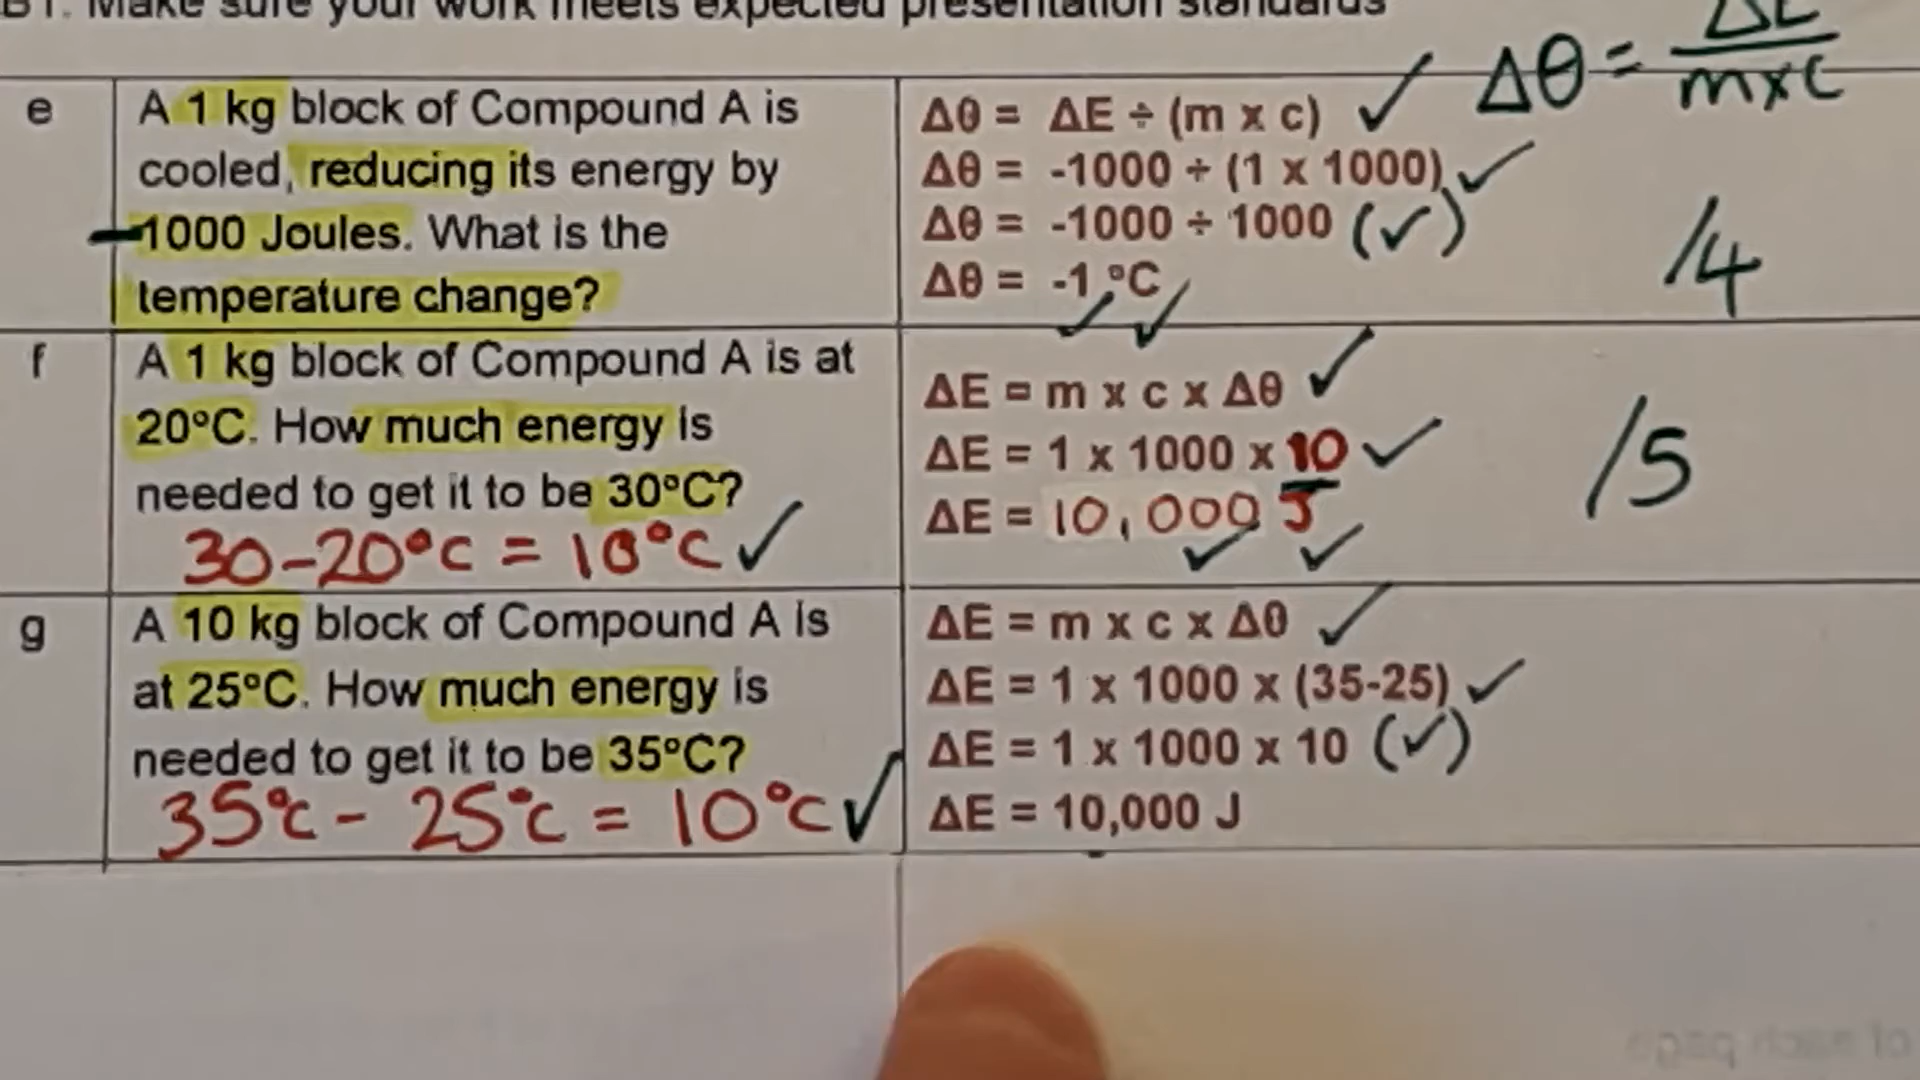 B1. Make sure your work meets expected presentation standards
Δθ = ΔE
m×c
e
A 1 kg block of Compound A is
cooled, reducing its energy by
-1000 Joules. What is the
temperature change?
Δθ = ΔE ÷ (m x c) ✓
Δθ = -1000 ÷ (1 x 1000) ✓
Δθ = -1000 ÷ 1000 (✓)
Δθ = -1 °C
✓ ✓
/4
f
A 1 kg block of Compound A is at
20°C. How much energy is
needed to get it to be 30°C?
30-20°C = 10°C ✓
ΔE = m x c x Δθ ✓
ΔE = 1 x 1000 x 10 ✓
ΔE = 10,000 J
✓ ✓
/5
g
A 10 kg block of Compound A is
at 25°C. How much energy is
needed to get it to be 35°C?
35°C - 25°C = 10°C ✓
ΔE = m x c x Δθ ✓
ΔE = 1 x 1000 x (35-25) ✓
ΔE = 1 x 1000 x 10 (✓)
ΔE = 10,000 J
of each page